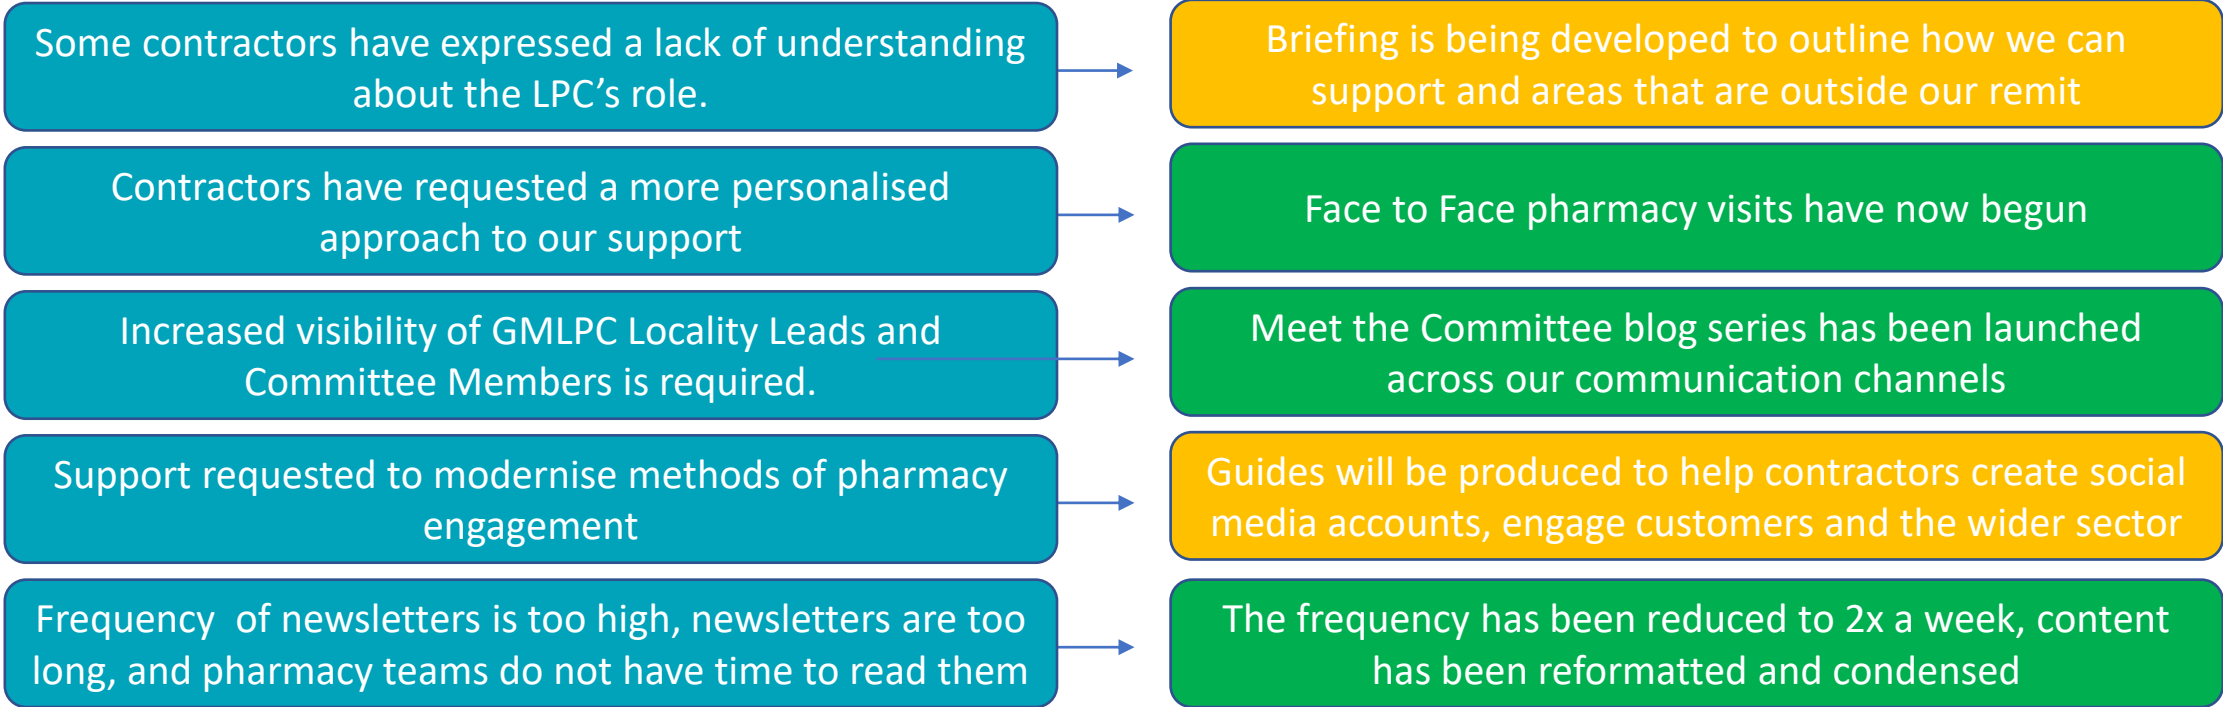 Some contractors have expressed a lack of understanding
about the LPC’s role.
Briefing is being developed to outline how we can
support and areas that are outside our remit
Contractors have requested a more personalised
approach to our support
Face to Face pharmacy visits have now begun
Increased visibility of GMLPC Locality Leads and
Committee Members is required.
Meet the Committee blog series has been launched
across our communication channels
Support requested to modernise methods of pharmacy
engagement
Guides will be produced to help contractors create social
media accounts, engage customers and the wider sector
Frequency  of newsletters is too high, newsletters are too
long, and pharmacy teams do not have time to read them
The frequency has been reduced to 2x a week, content
has been reformatted and condensed